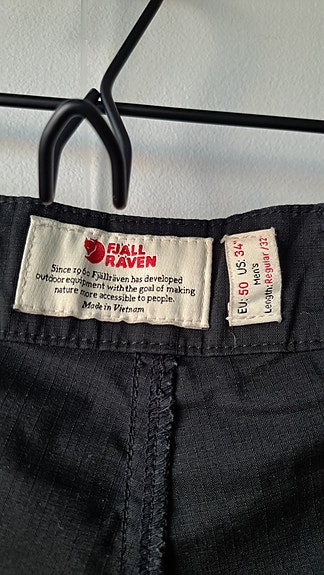 FJÄLL
RÄVEN
Since 1960 Fjällräven has developed
outdoor equipment with the goal of making
nature more accessible to people.
Made in Vietnam
EU: 50 US: 34"
Men's
Length: Regular /32"